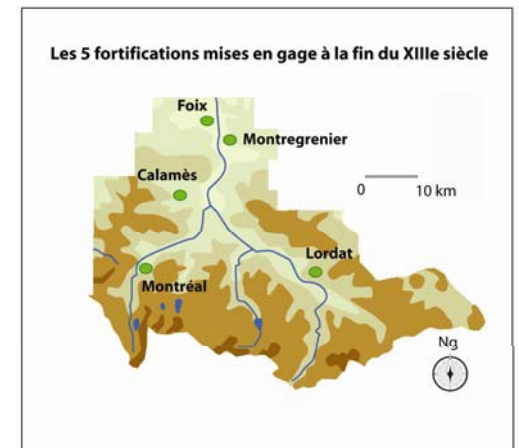 Les 5 fortifications mises en gage à la fin du XIIIe siècle
Foix
Montregrenier
Calamès
0 10 km
Lordat
Montréal
Ng